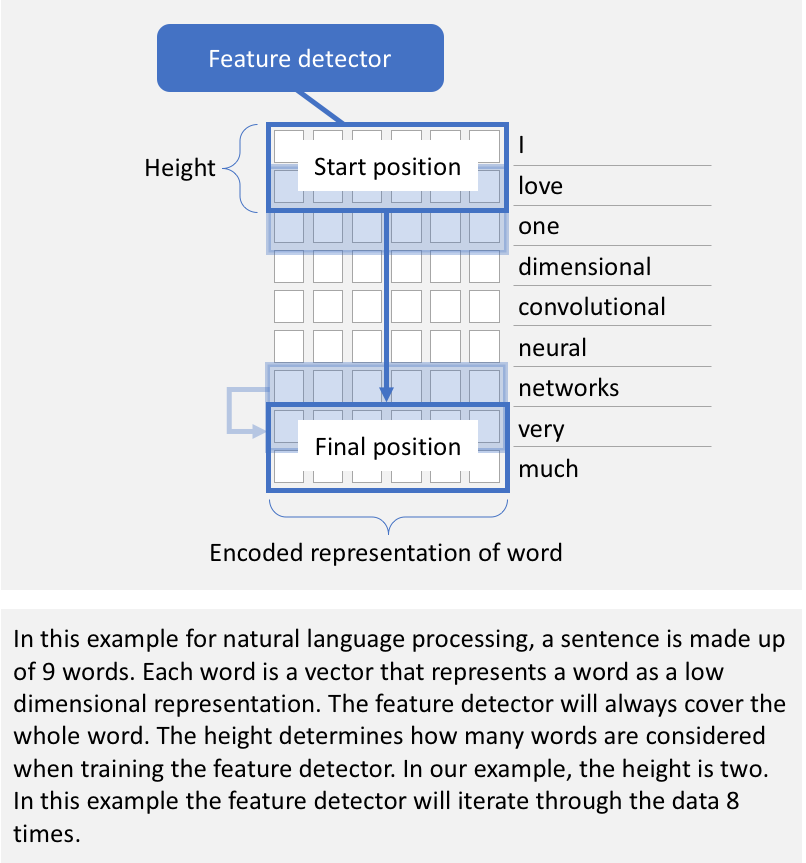 Feature detector
Height
Start position
I
love
one
dimensional
convolutional
neural
networks
very
much
Final position
Encoded representation of word
In this example for natural language processing, a sentence is made up
of 9 words. Each word is a vector that represents a word as a low
dimensional representation. The feature detector will always cover the
whole word. The height determines how many words are considered
when training the feature detector. In our example, the height is two.
In this example the feature detector will iterate through the data 8
times.